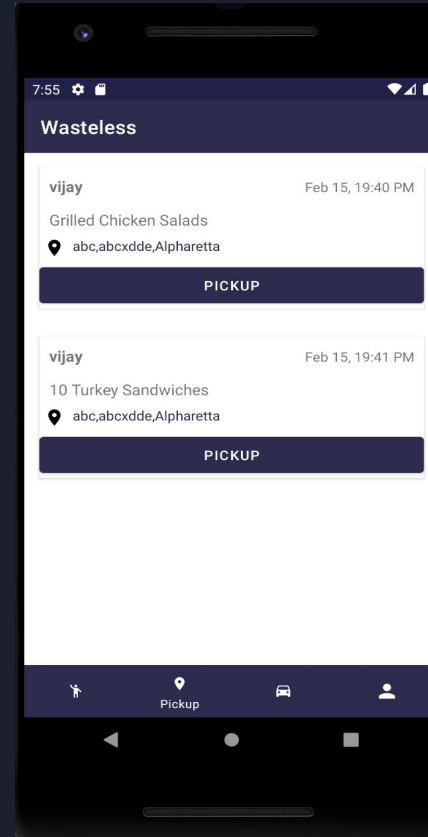 7:55
Wasteless
vijay Feb 15, 19:40 PM
Grilled Chicken Salads
abc,abcxdde,Alpharetta
PICKUP
vijay Feb 15, 19:41 PM
10 Turkey Sandwiches
abc,abcxdde,Alpharetta
PICKUP
Pickup